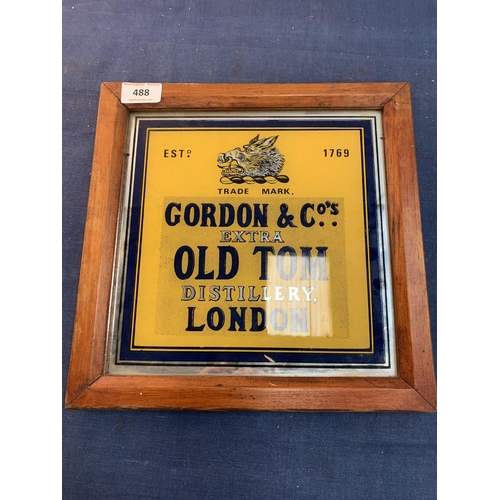 488
ESTD. 1769
TRADE MARK.
GORDON & Co's.
EXTRA
OLD TOM
DISTILLERY,
LONDON